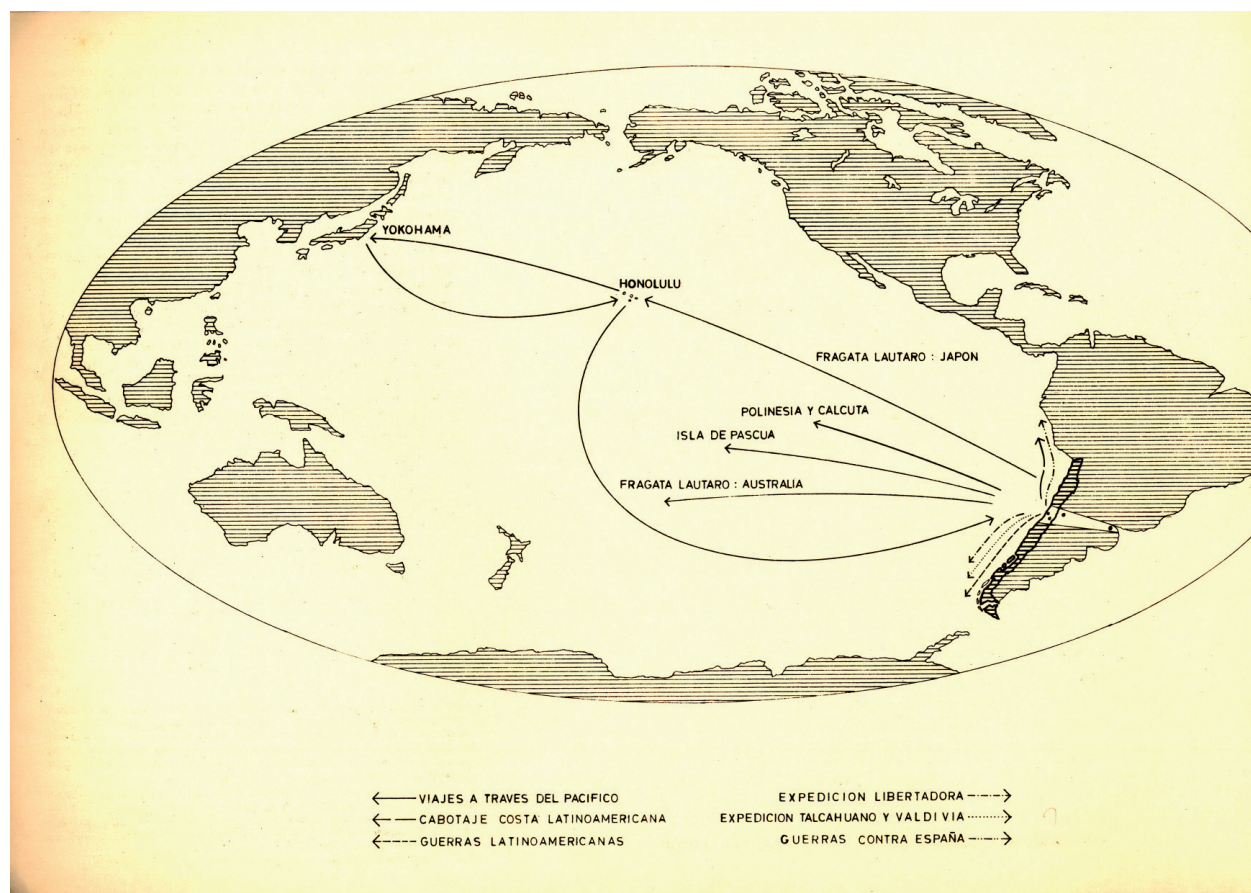 YOKOHAMA
HONOLULU
FRAGATA LAUTARO : JAPON
POLINESIA Y CALCUTA
ISLA DE PASCUA
FRAGATA LAUTARO : AUSTRALIA
VIAJES A TRAVES DEL PACIFICO
CABOTAJE COSTA LATINOAMERICANA
GUERRAS LATINOAMERICANAS
EXPEDICION LIBERTADORA
EXPEDICION TALCAHUANO Y VALDIVIA
GUERRAS CONTRA ESPAÑA